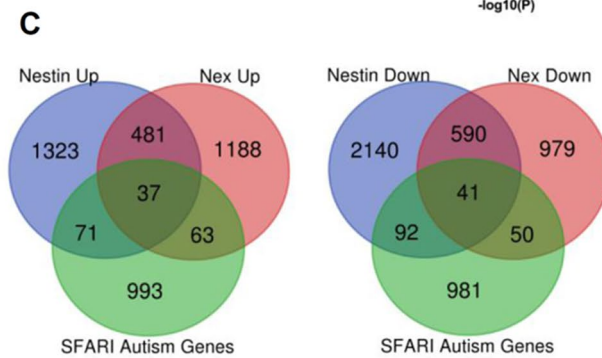 -log10(P)
C
Nestin Up Nex Up
1323 481 1188
37
71 63
993
SFARI Autism Genes
Nestin Down Nex Down
2140 590 979
41
92 50
981
SFARI Autism Genes